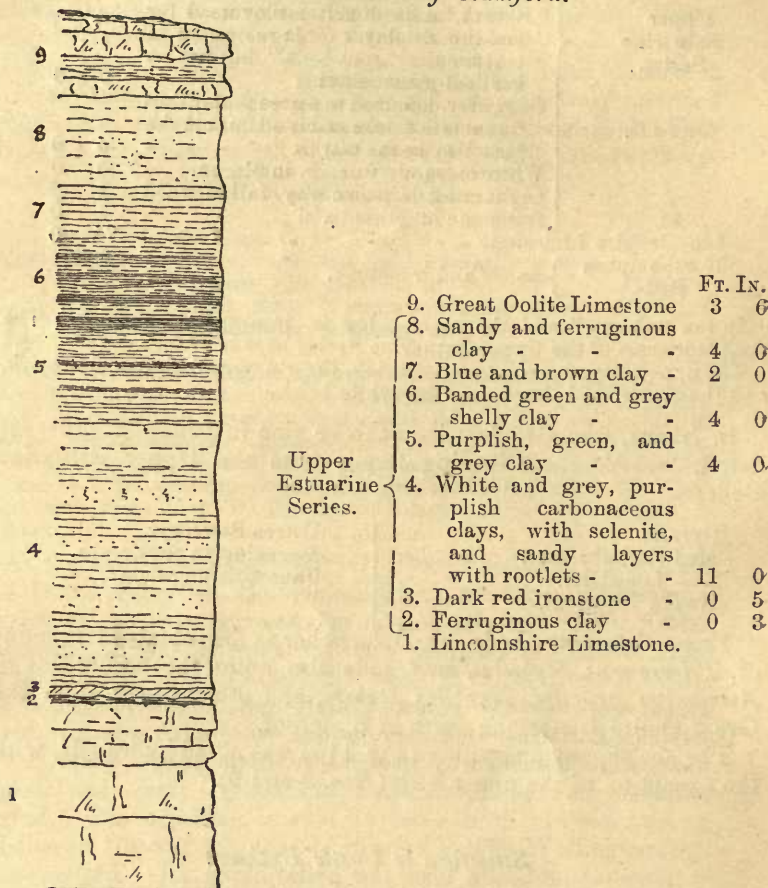 9
8
7
6
5
4
3
2
1
Ft. In.
9. Great Oolite Limestone 3 6
8. Sandy and ferruginous
clay - - - 4 0
7. Blue and brown clay - 2 0
6. Banded green and grey
shelly clay - - 4 0
5. Purplish, green, and
grey clay - - 4 0
4. White and grey, pur-
plish carbonaceous
clays, with selenite,
and sandy layers
with rootlets - - 11 0
3. Dark red ironstone - 0 5
2. Ferruginous clay - 0 3
1. Lincolnshire Limestone.
Upper
Estuarine
Series.